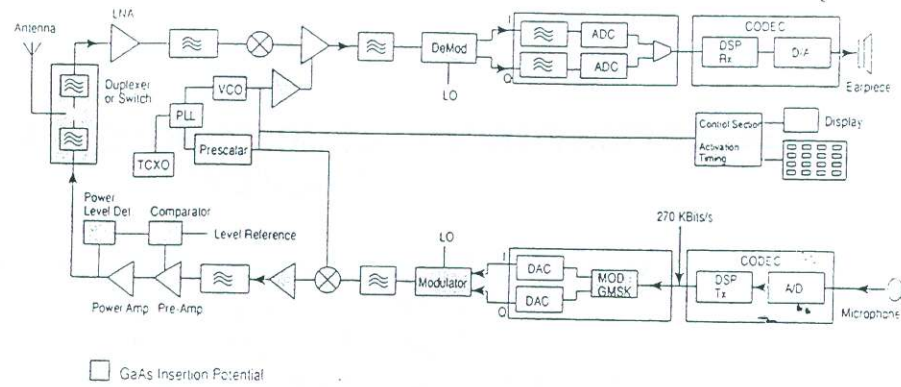 LNA
Antenna
Duplexer
or Switch
VCO
PLL
TCXO
Prescalar
DeMod
LO
I
Q
ADC
ADC
CODEC
DSP
Rx
D/A
Earpiece
Control Section
Activation
Timing
Display
Power
Level Det
Comparator
Level Reference
Power Amp
Pre-Amp
LO
Modulator
I
Q
DAC
DAC
MOD
GMSK
270 KBits/s
CODEC
DSP
Tx
A/D
Microphone
GaAs Insertion Potential